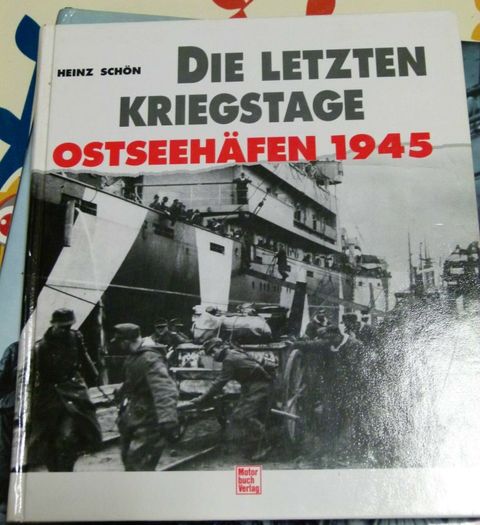 HEINZ SCHÖN
DIE LETZTEN
KRIEGSTAGE
OSTSEEHÄFEN 1945
Motor
buch
Verlag